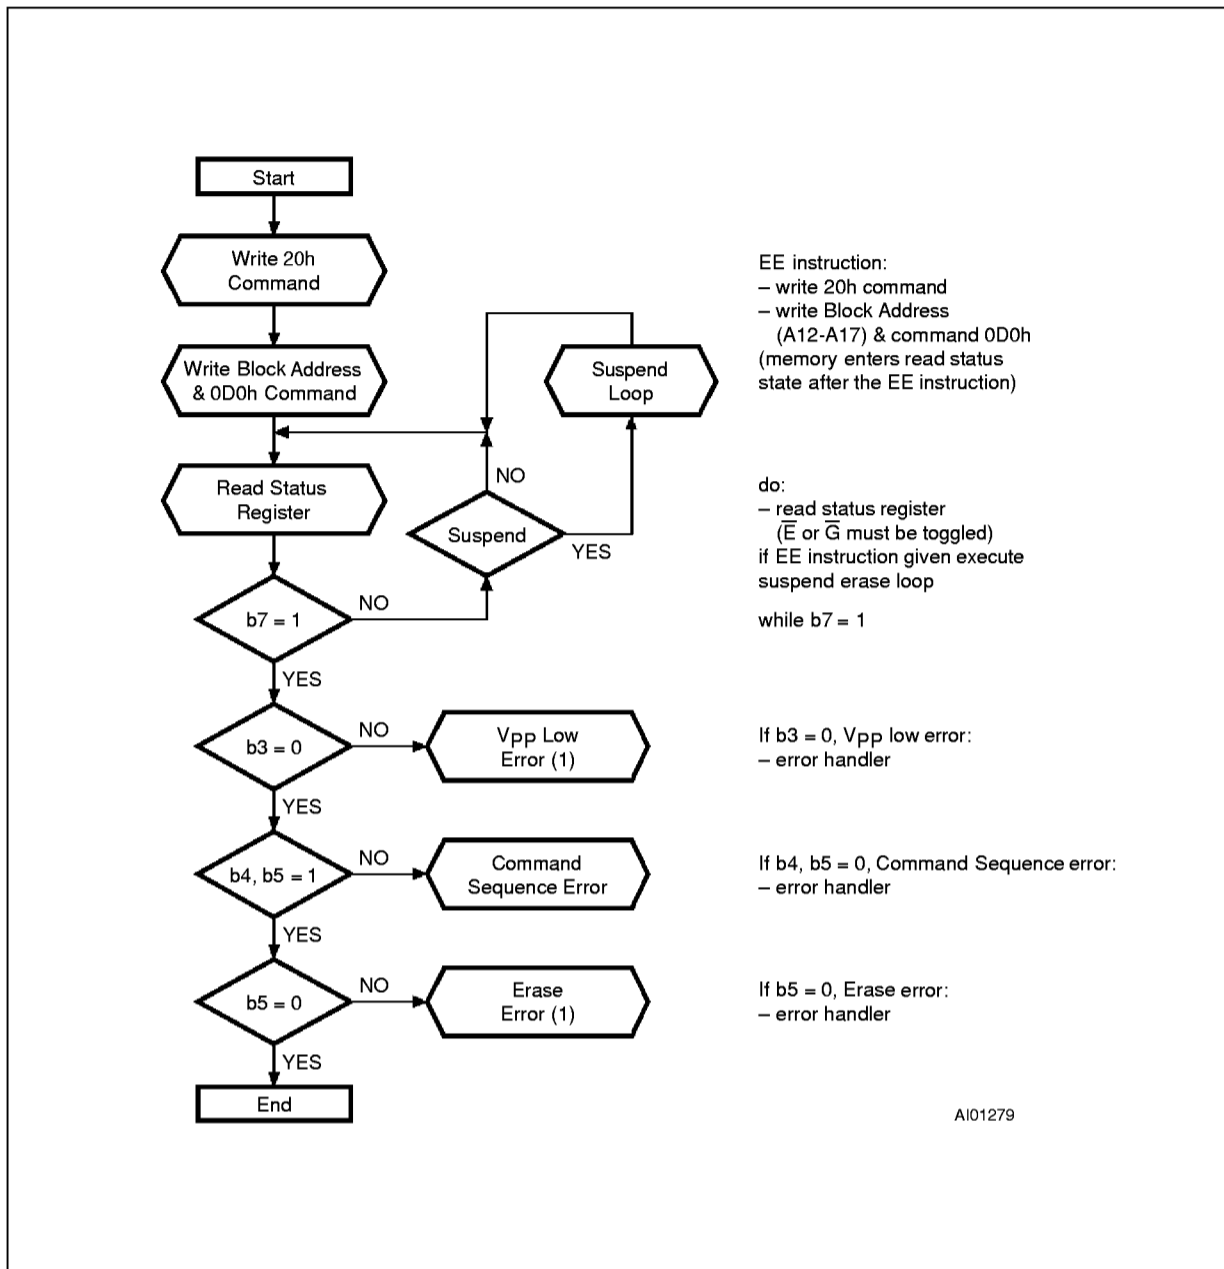 Start
Write 20h
Command
Write Block Address
& 0D0h Command
Read Status
Register
b7 = 1
NO
YES
Suspend
NO
YES
Suspend
Loop
b3 = 0
NO
YES
VPP Low
Error (1)
b4, b5 = 1
NO
YES
Command
Sequence Error
b5 = 0
NO
YES
Erase
Error (1)
End
EE instruction:
– write 20h command
– write Block Address
(A12-A17) & command 0D0h
(memory enters read status
state after the EE instruction)
do:
– read status register
(E̅ or G̅ must be toggled)
if EE instruction given execute
suspend erase loop
while b7 = 1
If b3 = 0, VPP low error:
– error handler
If b4, b5 = 0, Command Sequence error:
– error handler
If b5 = 0, Erase error:
– error handler
AI01279